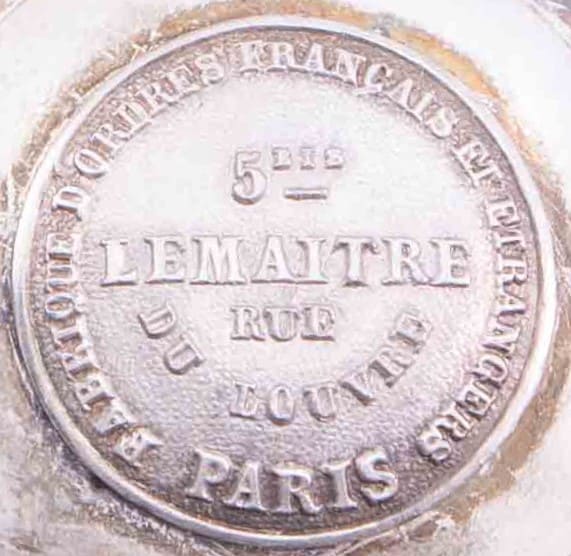 FABRIQUE D'ORDRES FRANÇAIS ET ETRANGERS
5BIS
LEMAITRE
RUE
DU LOUVRE
PARIS